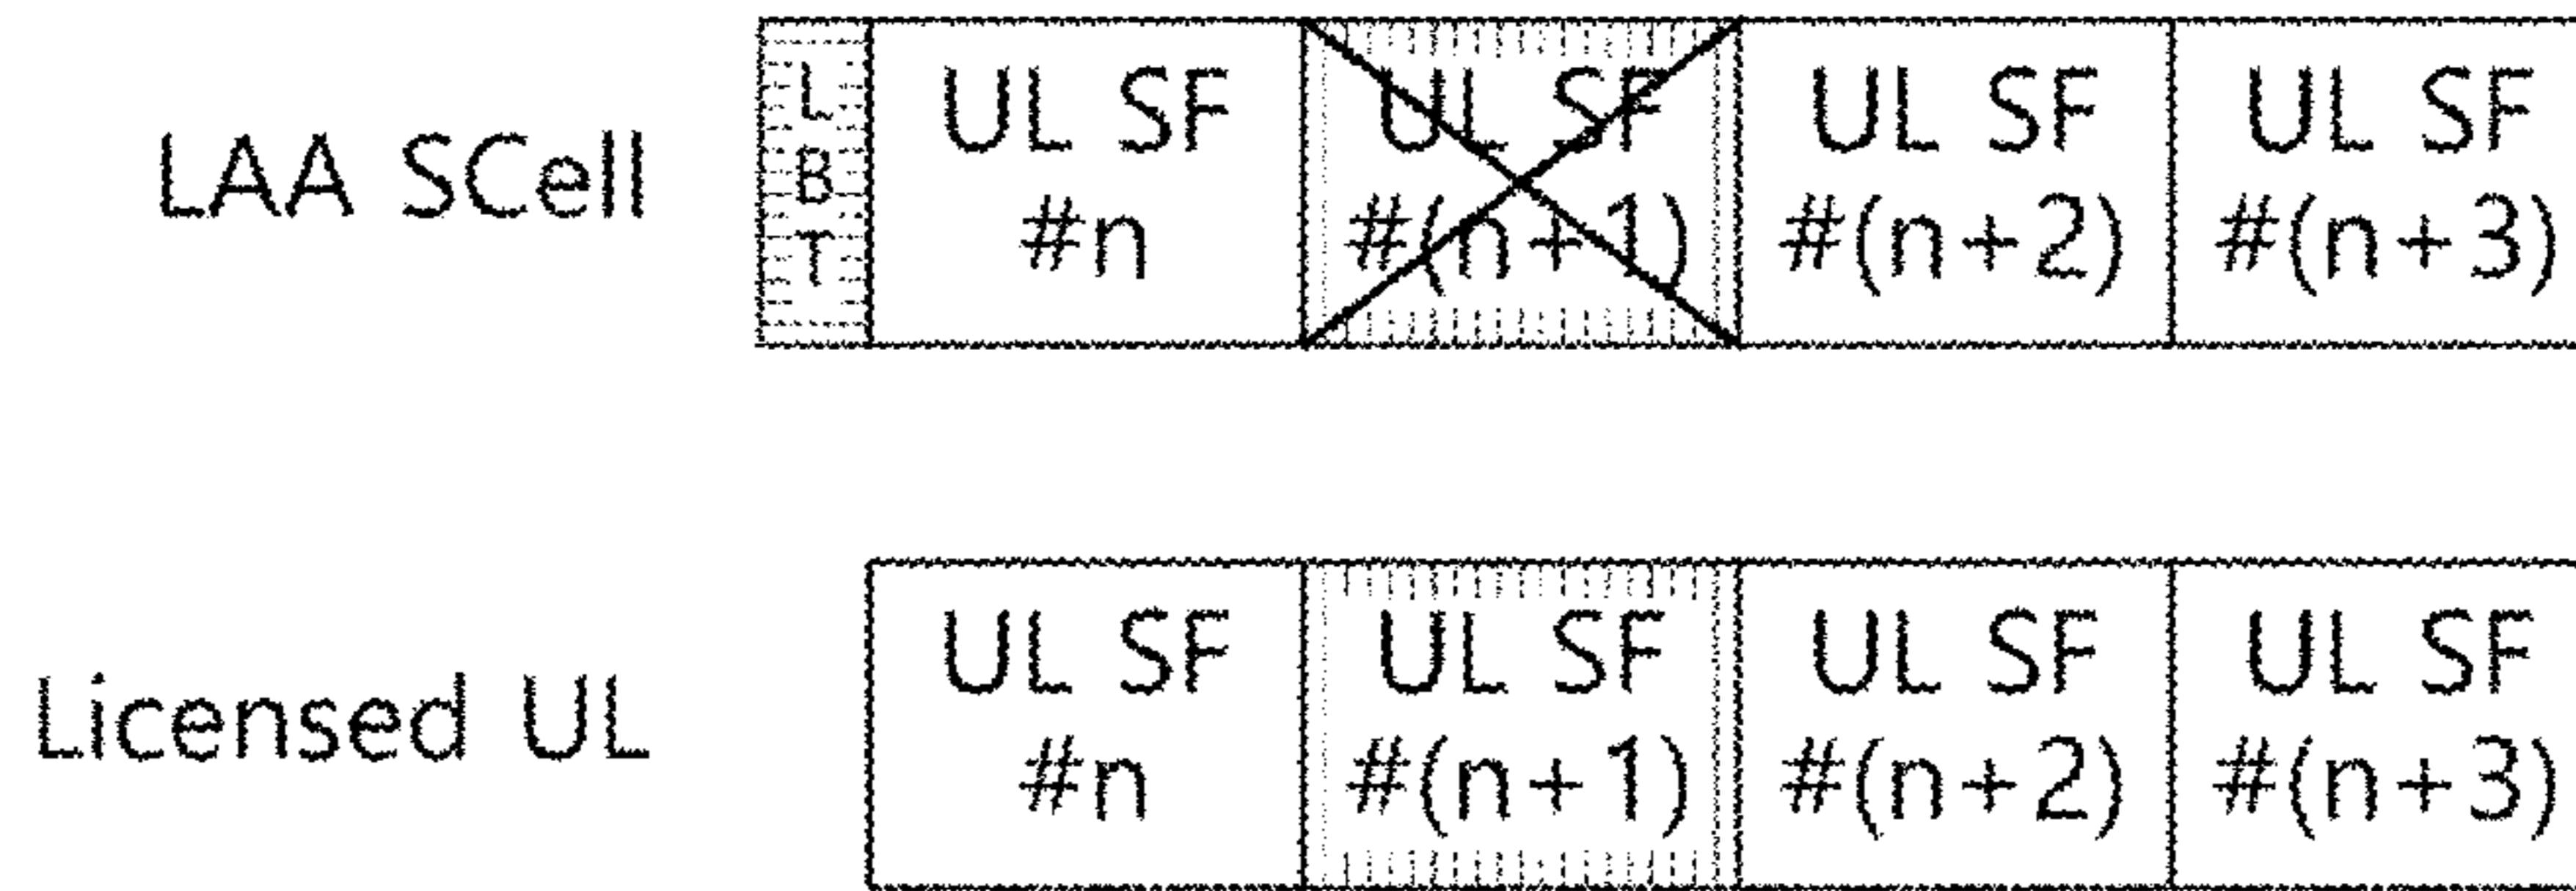 LAA SCell
L
B
T
UL SF
#n
UL SF
#(n+1)
UL SF
#(n+2)
UL SF
#(n+3)
Licensed UL
UL SF
#n
UL SF
#(n+1)
UL SF
#(n+2)
UL SF
#(n+3)